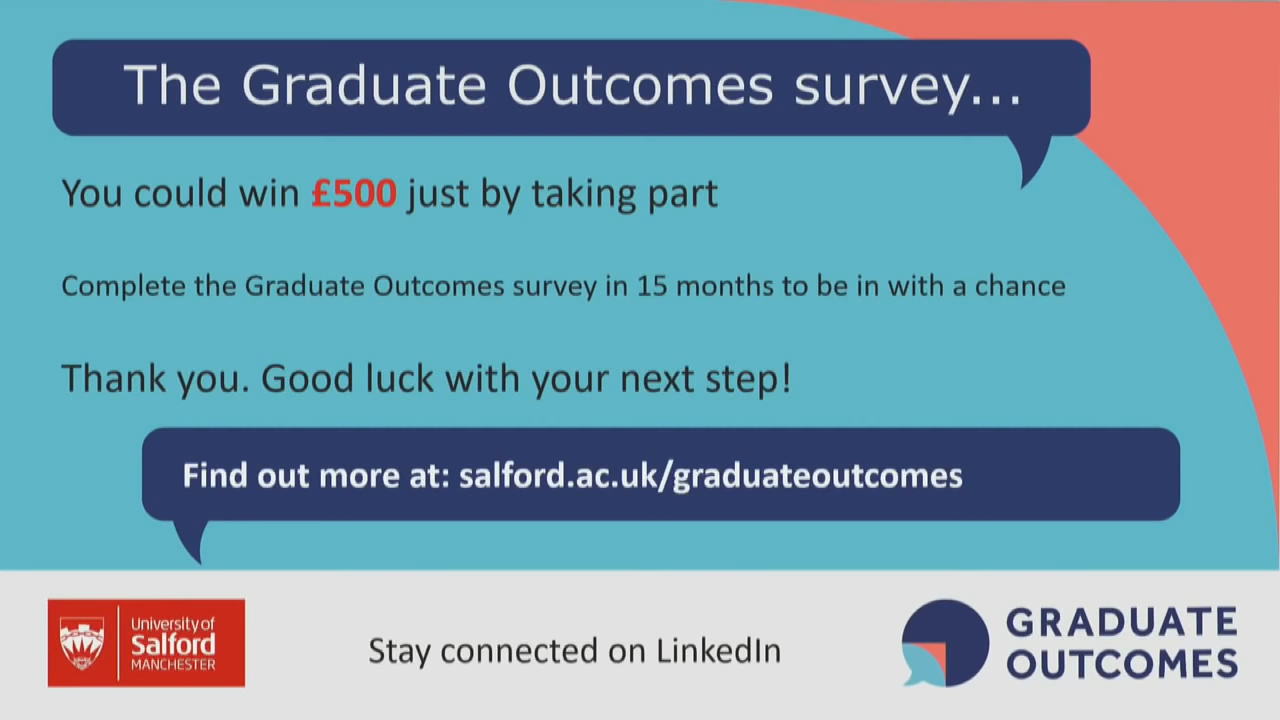 The Graduate Outcomes survey...
You could win £500 just by taking part
Complete the Graduate Outcomes survey in 15 months to be in with a chance
Thank you. Good luck with your next step!
Find out more at: salford.ac.uk/graduateoutcomes
University of
Salford
MANCHESTER
Stay connected on LinkedIn
GRADUATE
OUTCOMES